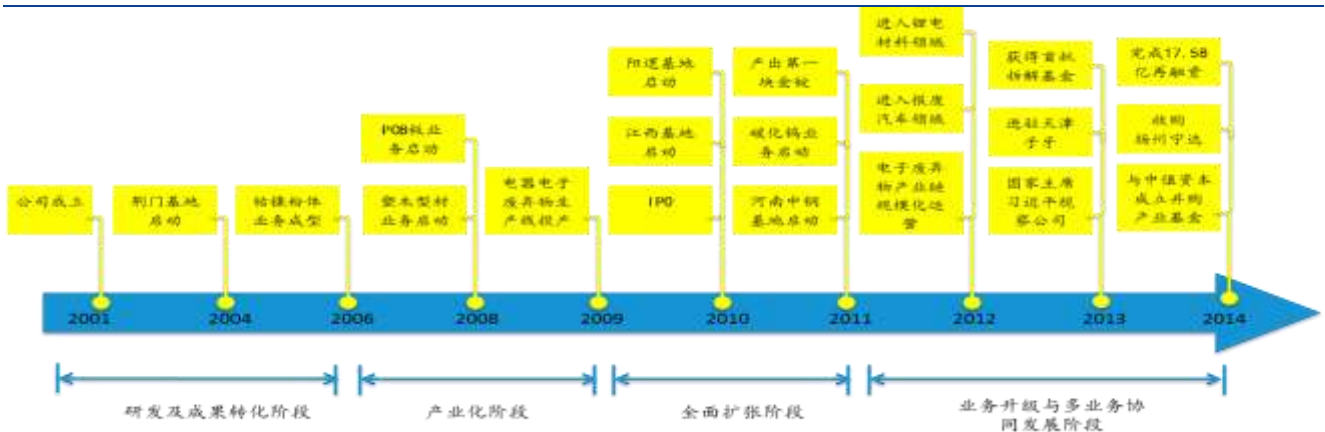 公司成立
荆门基地
启动
钴镍粉体
业务成型
务启动
塑木型材
业务启动
电器电子
废弃物生
产线投产
基地
启动
江西基地
启动
IPO
产出第一
块金锭
碳化钨业
务启动
河南中钢
基地启动
进入锂电
材料领域
进入报废
汽车领域
电子废弃
物产业链
规模化运
营
获得首批
拆解基金
进驻天津
子牙
国家主席
习近平视
察公司
完成17.58
亿再融资
收购
扬州宁达
与中植资本
成立并购
产业基金
2001
2004
2006
2008
2009
2010
2011
2012
2013
2014
研发及成果转化阶段
产业化阶段
全面扩张阶段
业务升级与多业务协
同发展阶段